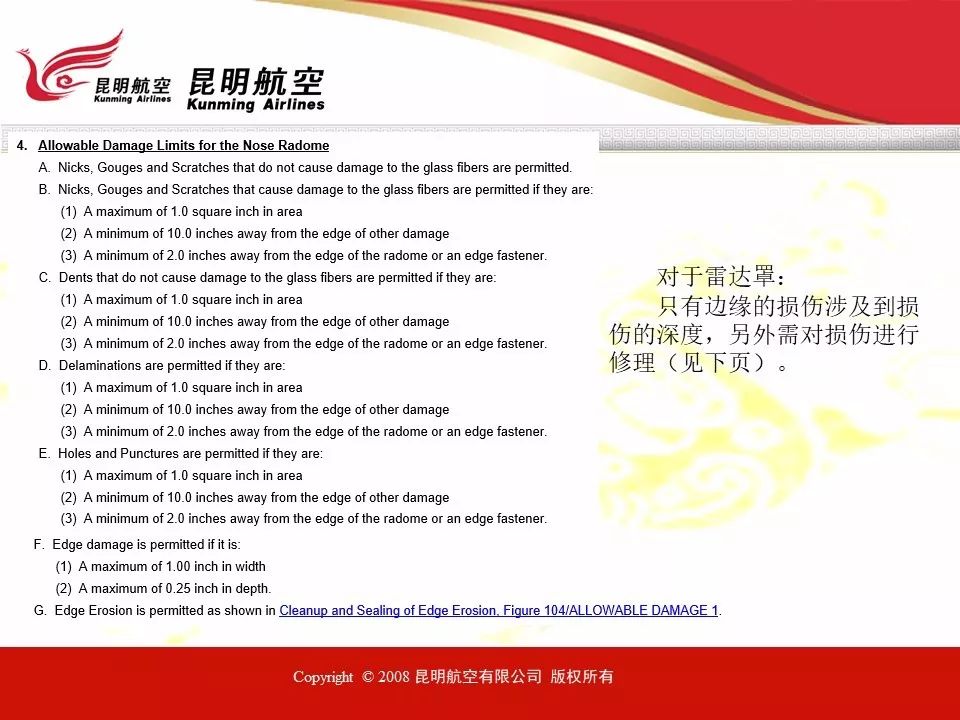 昆明航空
Kunming Airlines
昆明航空
Kunming Airlines
4. Allowable Damage Limits for the Nose Radome
A. Nicks, Gouges and Scratches that do not cause damage to the glass fibers are permitted.
B. Nicks, Gouges and Scratches that cause damage to the glass fibers are permitted if they are:
(1) A maximum of 1.0 square inch in area
(2) A minimum of 10.0 inches away from the edge of other damage
(3) A minimum of 2.0 inches away from the edge of the radome or an edge fastener.
C. Dents that do not cause damage to the glass fibers are permitted if they are:
(1) A maximum of 1.0 square inch in area
(2) A minimum of 10.0 inches away from the edge of other damage
(3) A minimum of 2.0 inches away from the edge of the radome or an edge fastener.
D. Delaminations are permitted if they are:
(1) A maximum of 1.0 square inch in area
(2) A minimum of 10.0 inches away from the edge of other damage
(3) A minimum of 2.0 inches away from the edge of the radome or an edge fastener.
E. Holes and Punctures are permitted if they are:
(1) A maximum of 1.0 square inch in area
(2) A minimum of 10.0 inches away from the edge of other damage
(3) A minimum of 2.0 inches away from the edge of the radome or an edge fastener.
F. Edge damage is permitted if it is:
(1) A maximum of 1.00 inch in width
(2) A maximum of 0.25 inch in depth.
G. Edge Erosion is permitted as shown in Cleanup and Sealing of Edge Erosion, Figure 104/ALLOWABLE DAMAGE 1.
对于雷达罩：
只有边缘的损伤涉及到损
伤的深度，另外需对损伤进行
修理（见下页）。
Copyright © 2008 昆明航空有限公司 版权所有